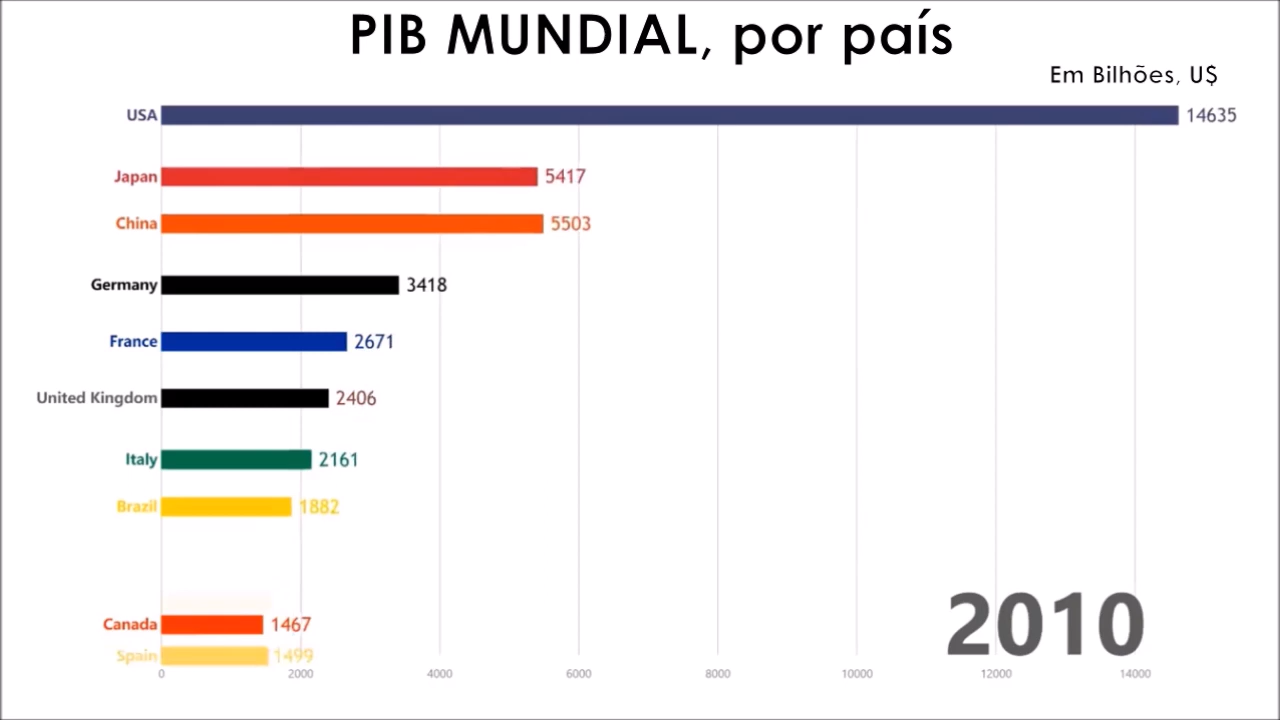 PIB MUNDIAL, por país
Em Bilhões, U$
USA 14635
Japan 5417
China 5503
Germany 3418
France 2671
United Kingdom 2406
Italy 2161
Brazil 1882
Canada 1467
Spain 1499
2010
0 2000 4000 6000 8000 10000 12000 14000